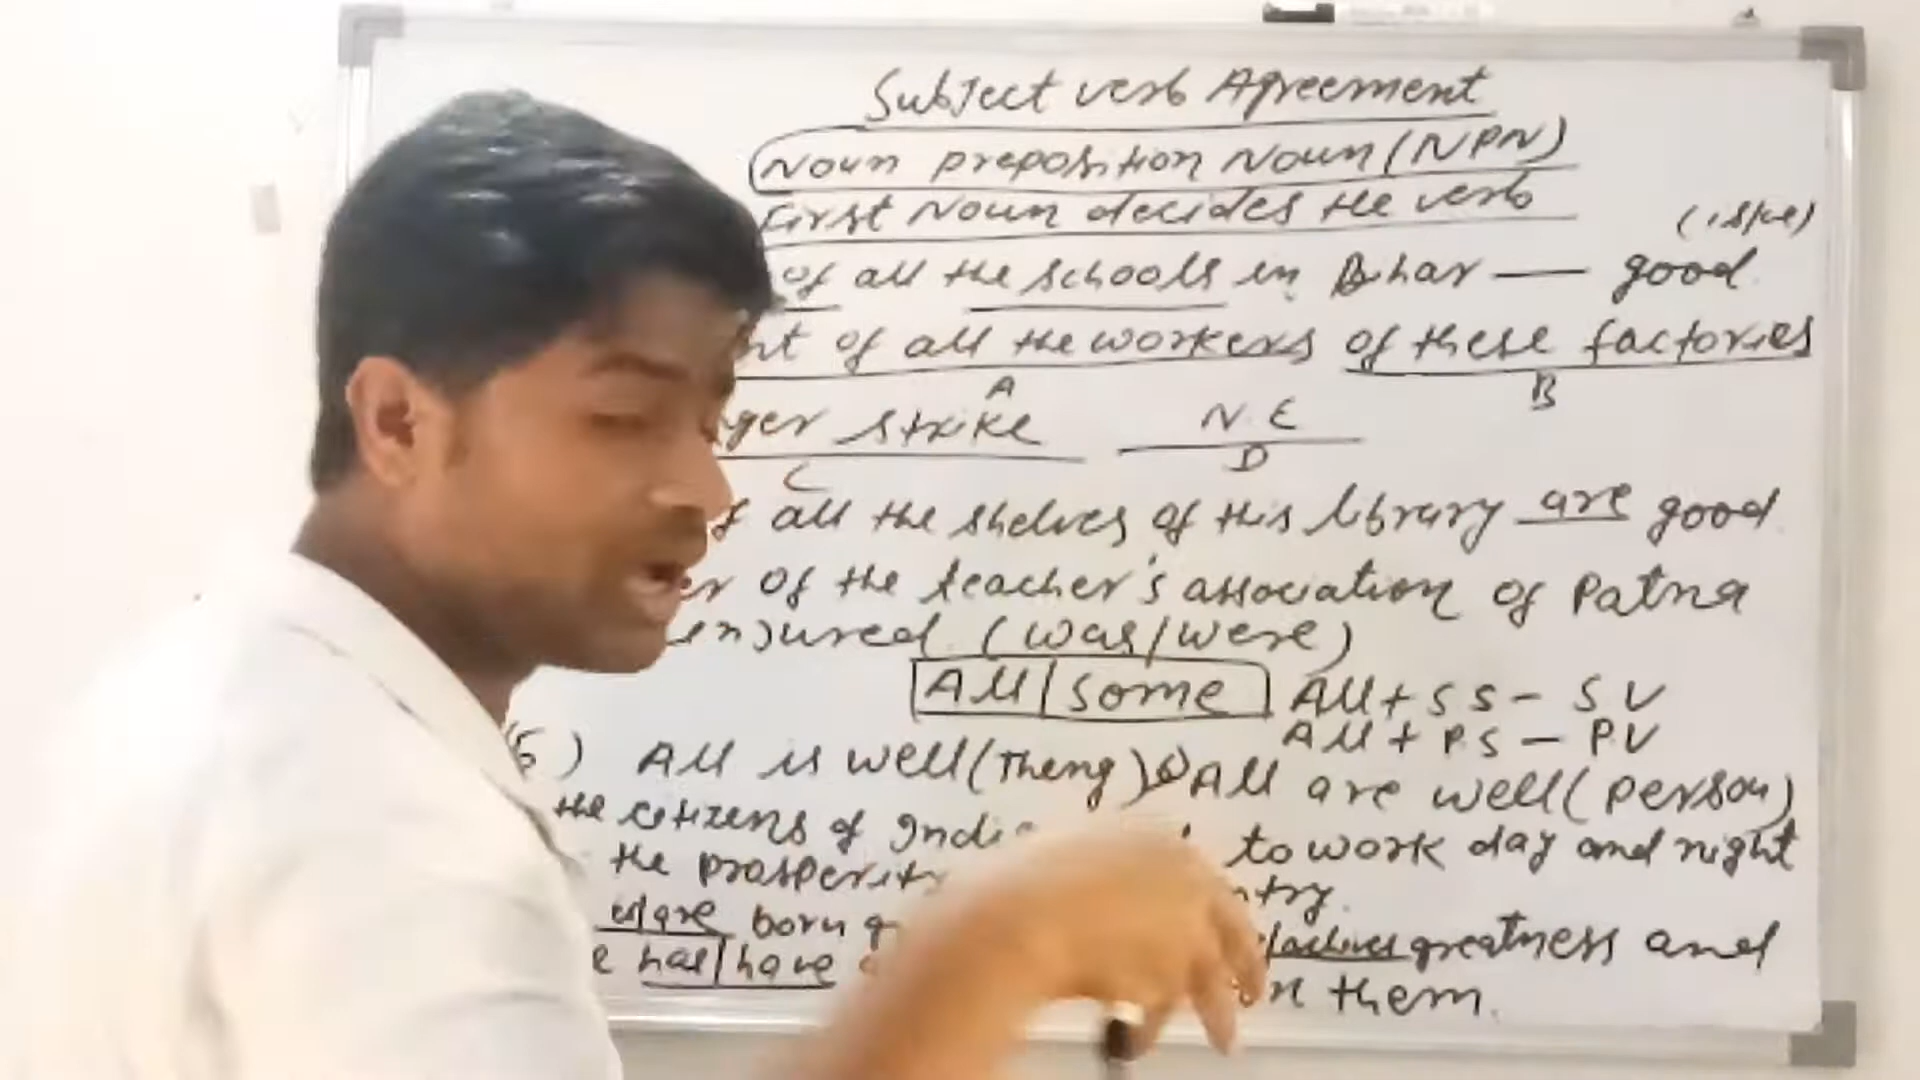 Subject verb Agreement
Noun preposition Noun (NPN)
First Noun decides the verb
(is/are)
of all the schools in Bihar — good.
of all the workers of these factories
A B
strike N.E
C D
all the shelves of this library are good.
of the teacher's association of Patna
injured (was/were)
All/some All + S S - S V
All + P.S - P V
All is well (Theng) All are well (person)
the citizens of to work day and night
the
is/are born greatness and
has/have them.